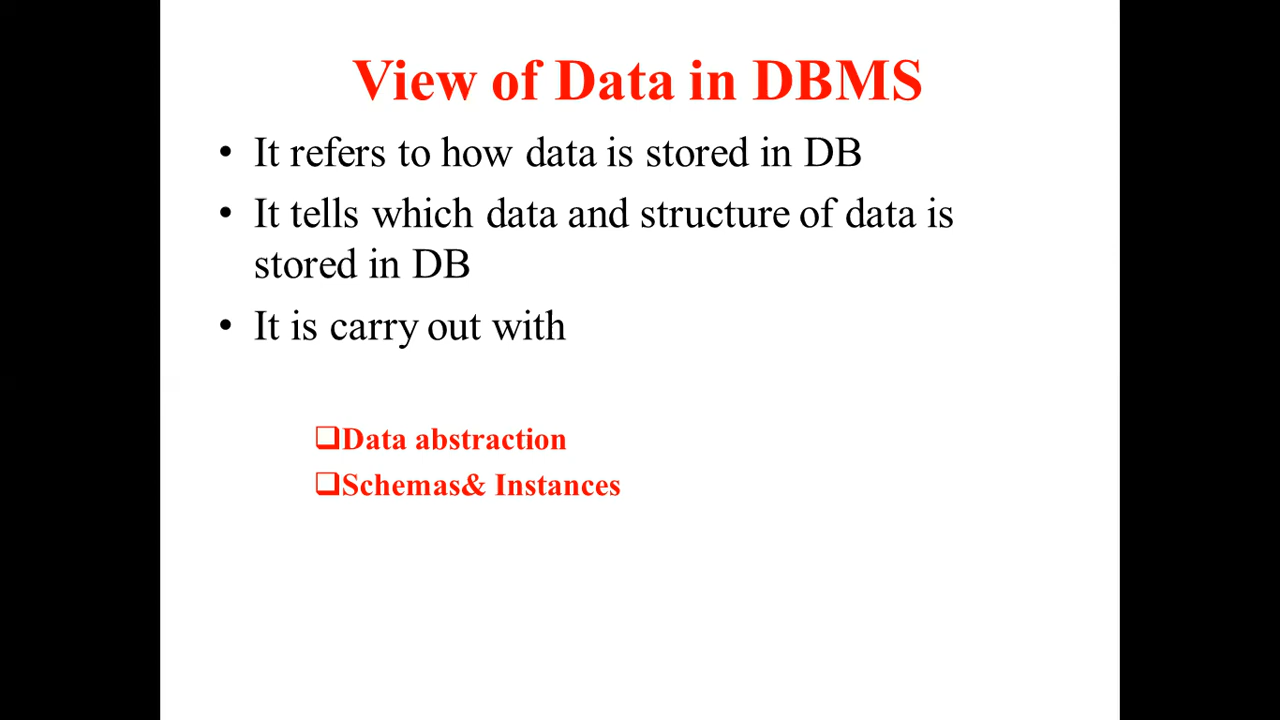 View of Data in DBMS
• It refers to how data is stored in DB
• It tells which data and structure of data is
stored in DB
• It is carry out with
❑Data abstraction
❑Schemas& Instances